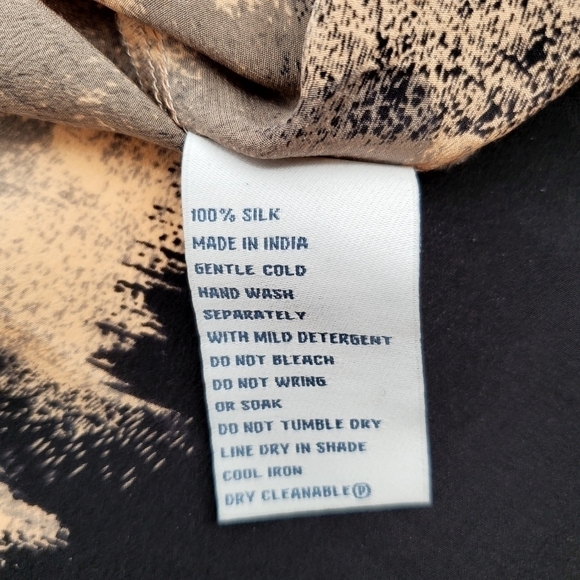 100% SILK
MADE IN INDIA
GENTLE COLD
HAND WASH
SEPARATELY
WITH MILD DETERGENT
DO NOT BLEACH
DO NOT WRING
OR SOAK
DO NOT TUMBLE DRY
LINE DRY IN SHADE
COOL IRON
DRY CLEANABLE Ⓟ